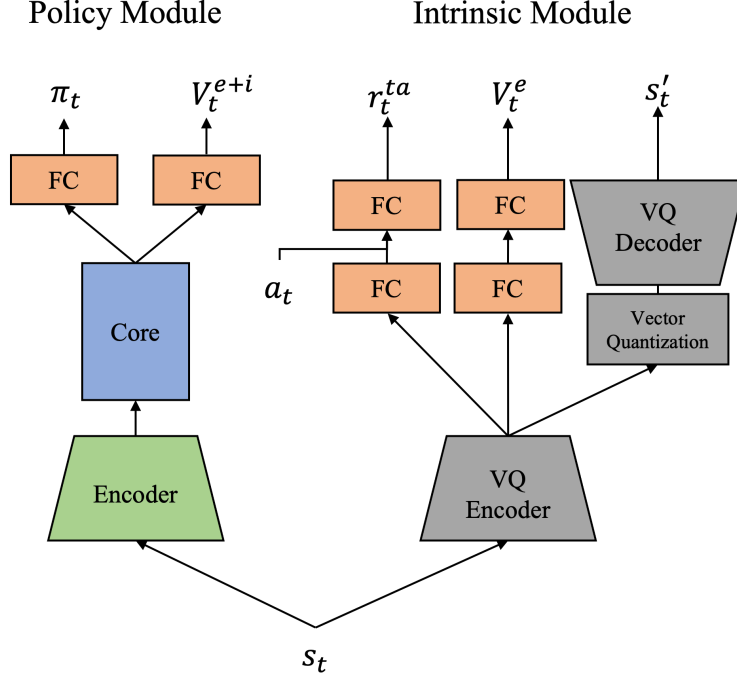 Policy Module
Intrinsic Module
π_t
V_t^{e+i}
r_t^{ta}
V_t^e
s_t'
FC
FC
FC
FC
VQ
Decoder
a_t
FC
FC
Vector
Quantization
Core
Encoder
VQ
Encoder
s_t